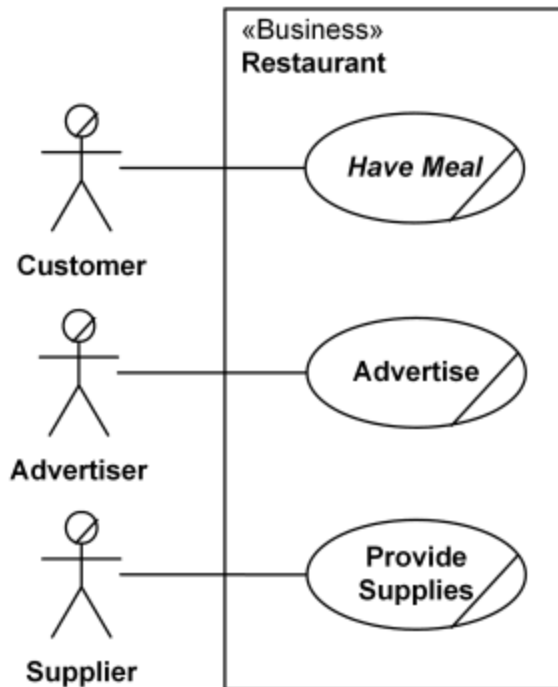 «Business»
Restaurant
Have Meal
Customer
Advertise
Advertiser
Provide
Supplies
Supplier